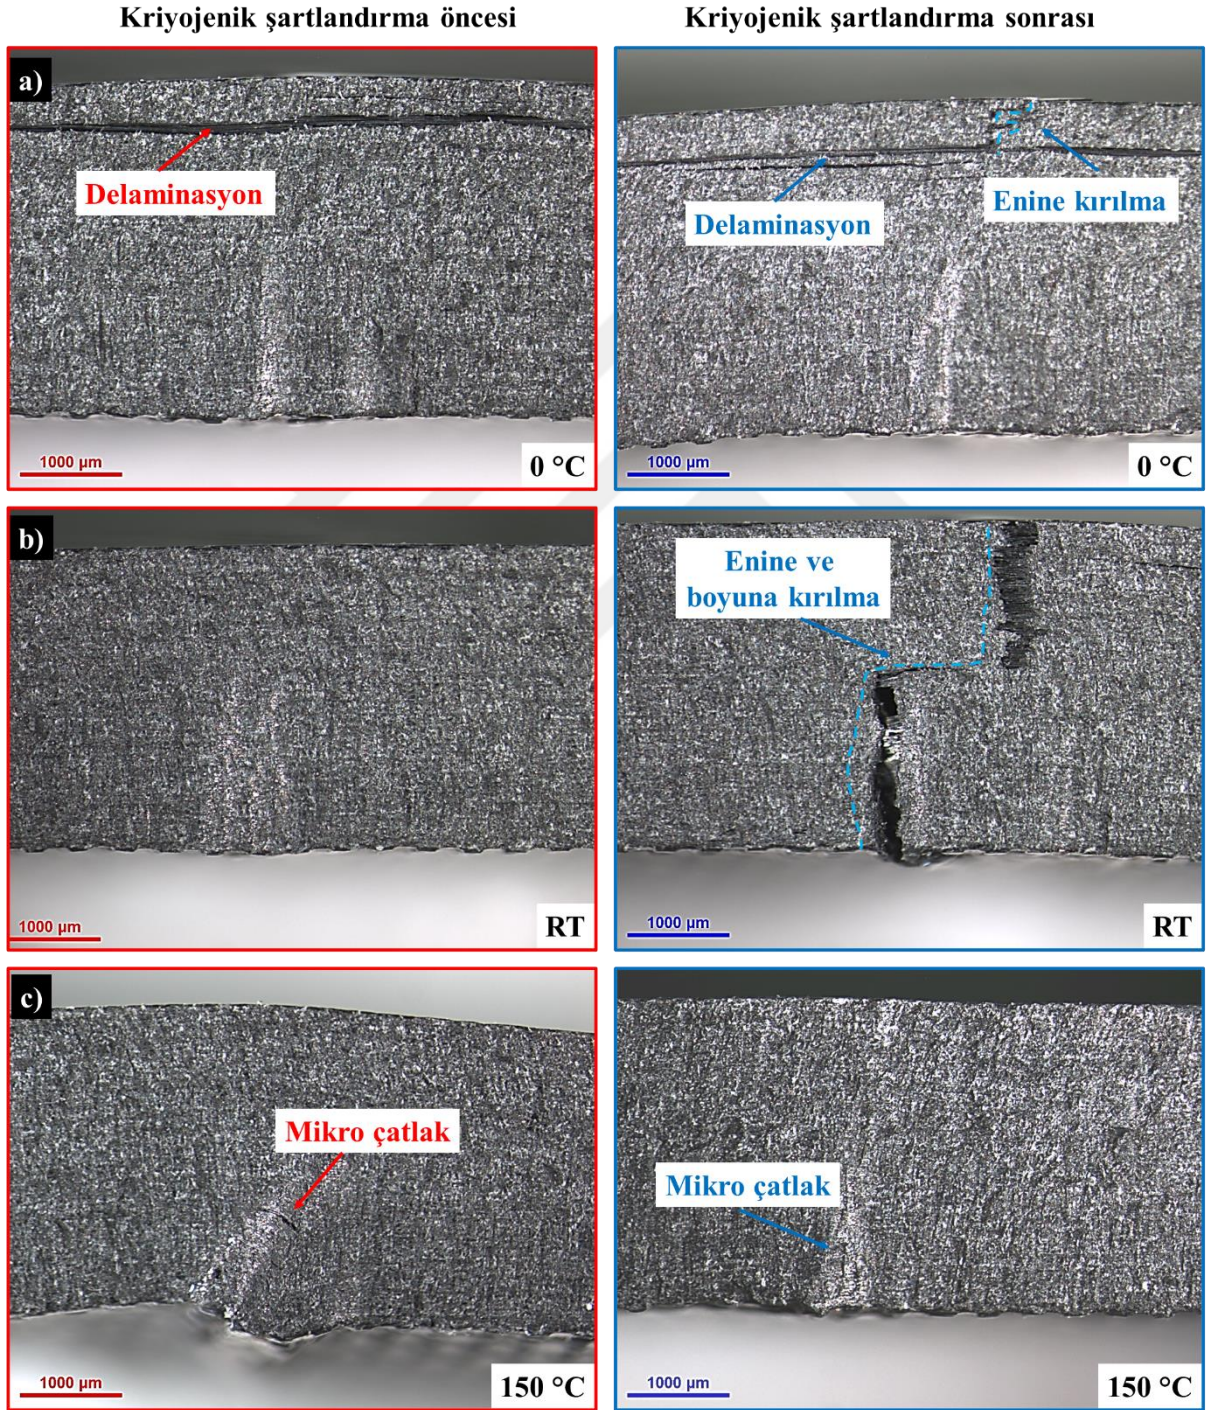 Kriyojenik şartlandırma öncesi
Kriyojenik şartlandırma sonrası
a)
Delaminasyon
1000 µm
0 °C
Enine kırılma
Delaminasyon
1000 µm
0 °C
b)
1000 µm
RT
Enine ve
boyuna kırılma
1000 µm
RT
c)
Mikro çatlak
1000 µm
150 °C
Mikro çatlak
1000 µm
150 °C